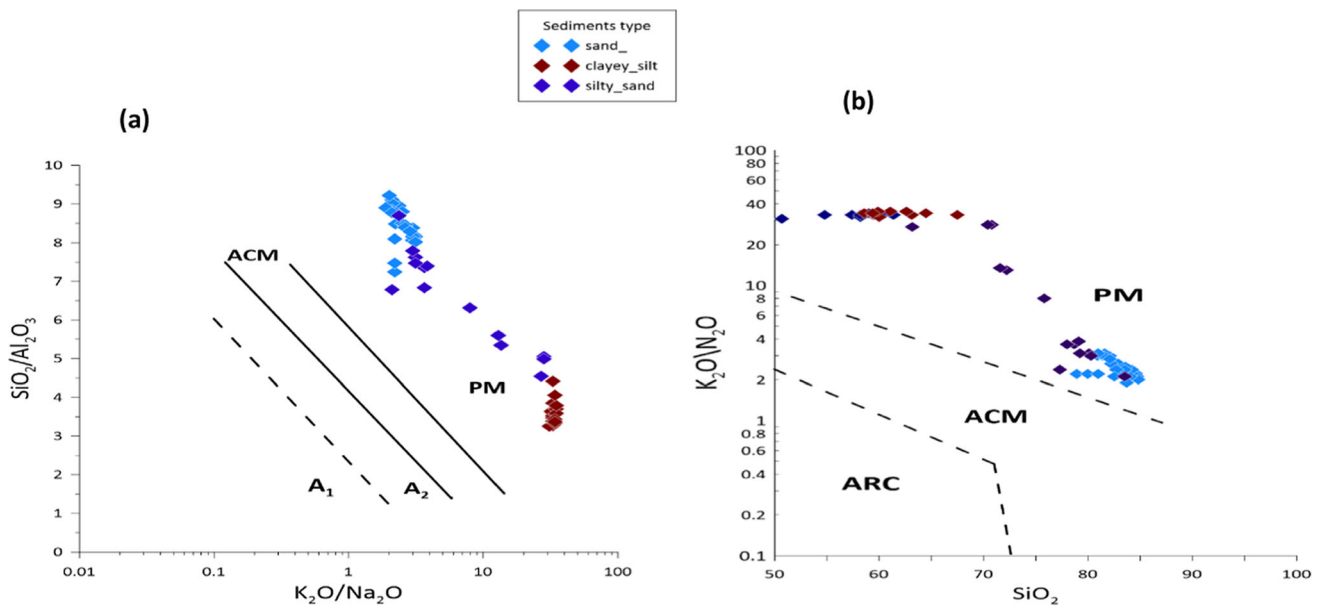 Sediments type
sand_
clayey_silt
silty_sand
(a)
SiO₂/Al₂O₃
10
9
8
7
6
5
4
3
2
1
0
0.01
0.1
1
10
100
K₂O/Na₂O
ACM
PM
A₁
A₂
(b)
K₂O\N₂O
100
80
60
40
20
10
8
6
4
2
1
0.8
0.6
0.4
0.2
0.1
50
60
70
80
90
100
SiO₂
PM
ACM
ARC